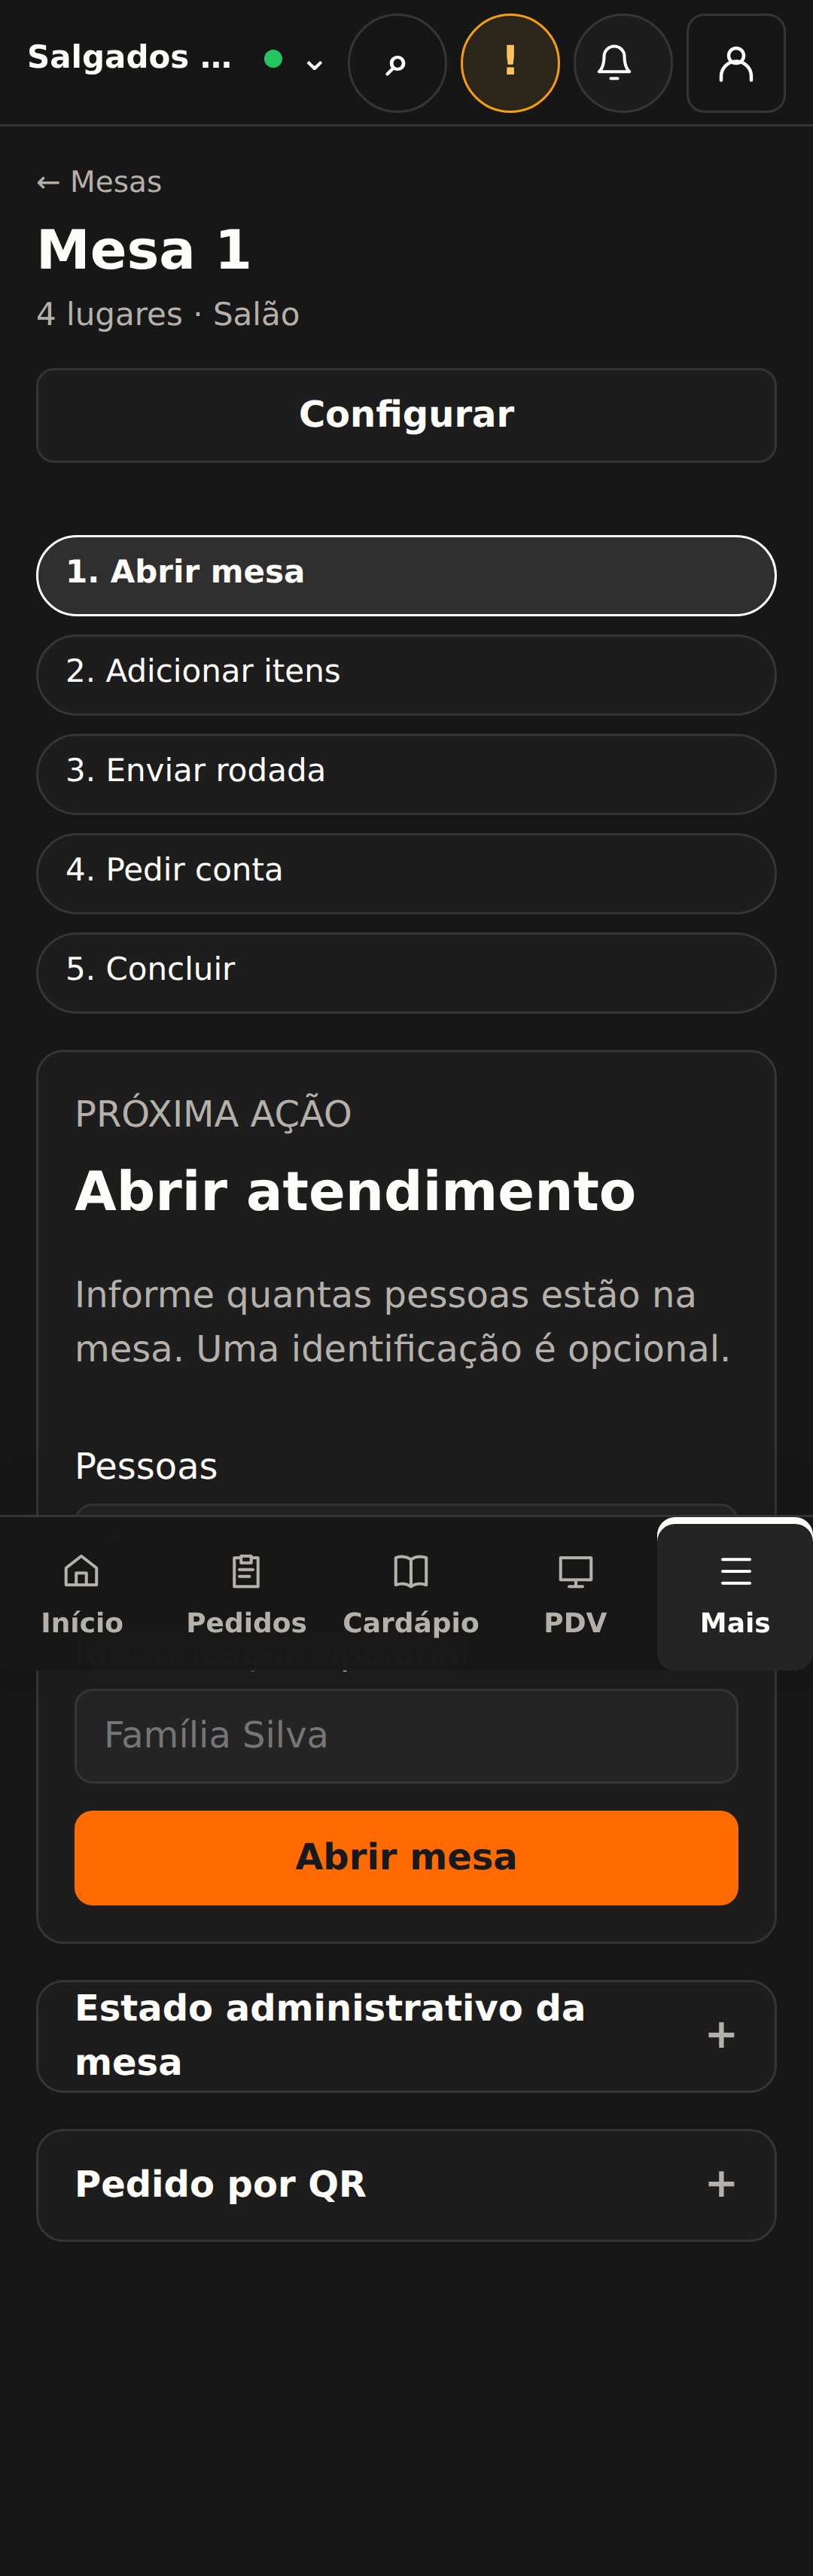 Salgados ...
!
← Mesas
Mesa 1
4 lugares · Salão
Configurar
1. Abrir mesa
2. Adicionar itens
3. Enviar rodada
4. Pedir conta
5. Concluir
PRÓXIMA AÇÃO
Abrir atendimento
Informe quantas pessoas estão na
mesa. Uma identificação é opcional.
Pessoas
Início
Pedidos
Cardápio
PDV
Mais
Família Silva
Abrir mesa
Estado administrativo da
mesa
+
Pedido por QR
+